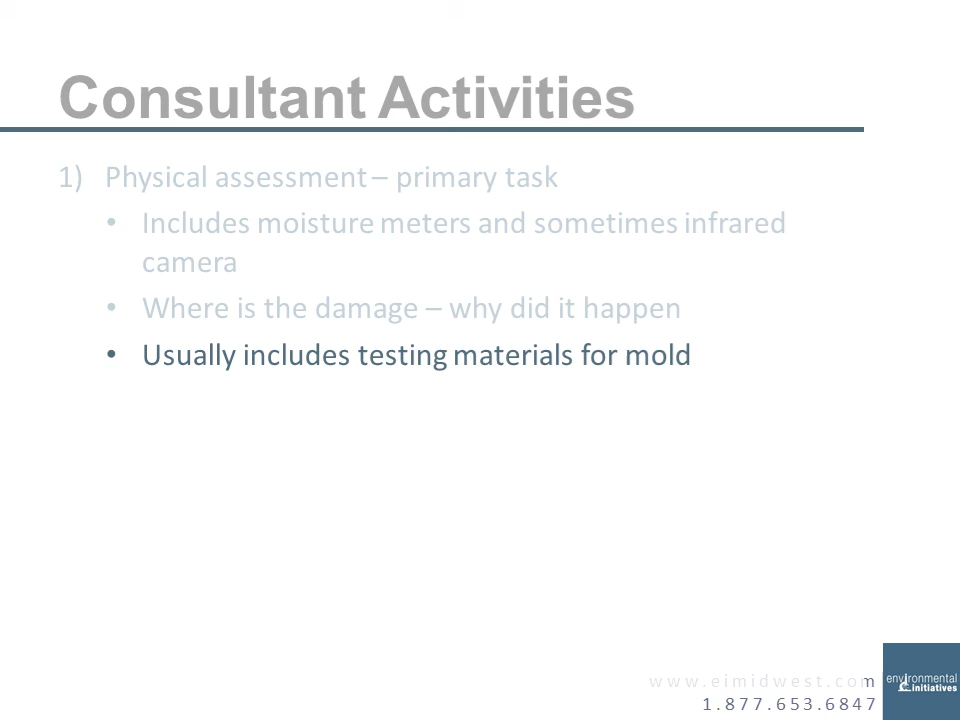 Consultant Activities
1) Physical assessment – primary task
• Includes moisture meters and sometimes infrared
camera
• Where is the damage – why did it happen
• Usually includes testing materials for mold
www.eimidwest.com
1.877.653.6847
environmental
initiatives